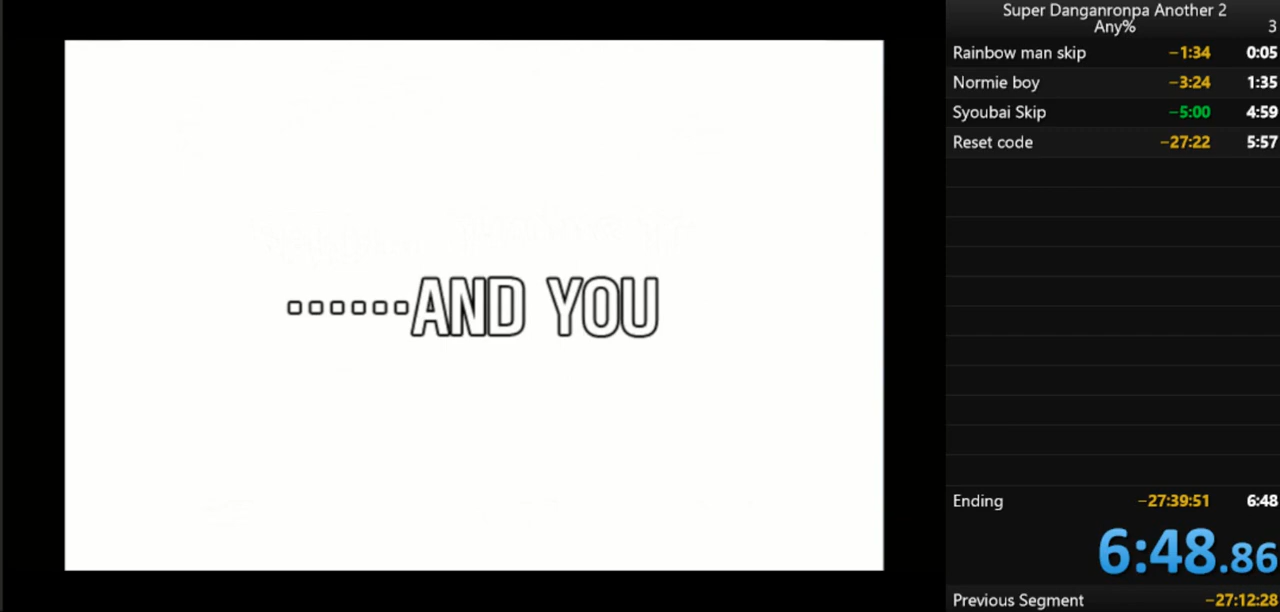 ······AND YOU
Super Danganronpa Another 2
Any% 3
Rainbow man skip −1:34 0:05
Normie boy −3:24 1:35
Syoubai Skip −5:00 4:59
Reset code −27:22 5:57
Ending −27:39:51 6:48
6:48.86
Previous Segment −27:12:28